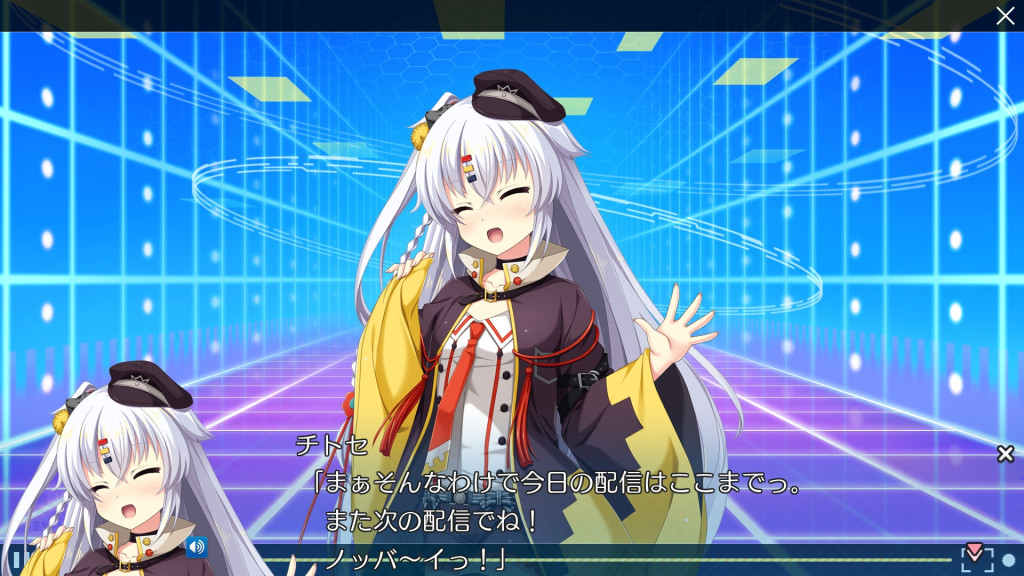 チトセ
「まぁそんなわけで今日の配信はここまでっ。
また次の配信でね！
ノッバ～イっ！」